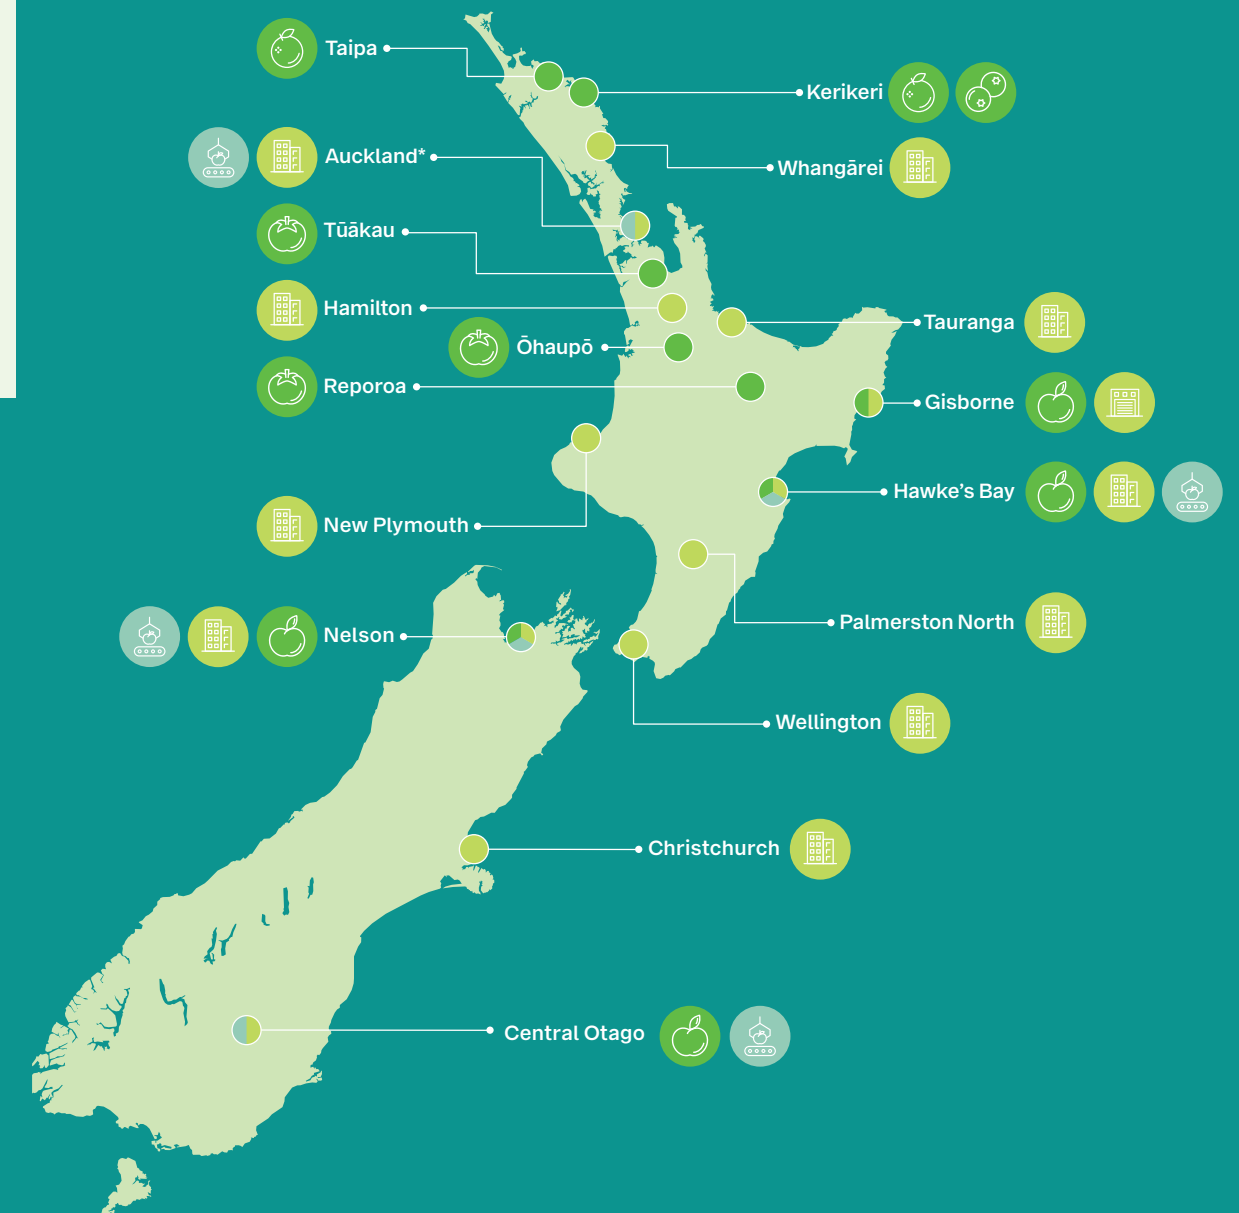 Taipa
Kerikeri
Auckland*
Whangārei
Tūākau
Hamilton
Tauranga
Ōhaupō
Reporoa
Gisborne
Hawke’s Bay
New Plymouth
Palmerston North
Nelson
Wellington
Christchurch
Central Otago